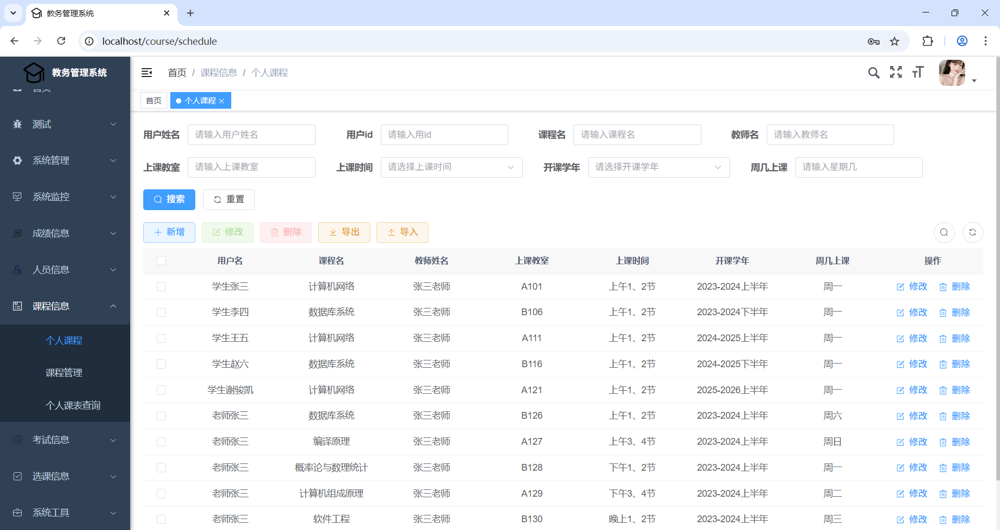 教务管理系统
localhost/course/schedule
教务管理系统
首页 / 课程信息 / 个人课程
首页
测试
系统管理
系统监控
成绩信息
人员信息
课程信息
个人课程
课程管理
个人课表查询
考试信息
选课信息
系统工具
首页 个人课程
用户姓名 请输入用户姓名 用户id 请输入用id 课程名 请输入课程名 教师名 请输入教师名
上课教室 请输入上课教室 上课时间 请选择上课时间 开课学年 请选择开课学年 周几上课 请输入星期几
搜索 重置
新增 修改 删除 导出 导入
用户名 课程名 教师姓名 上课教室 上课时间 开课学年 周几上课 操作
学生张三 计算机网络 张三老师 A101 上午1、2节 2023-2024上半年 周一 修改 删除
学生李四 数据库系统 张三老师 B106 上午1、2节 2023-2024下半年 周一 修改 删除
学生王五 计算机网络 张三老师 A111 上午1、2节 2024-2025上半年 周一 修改 删除
学生赵六 数据库系统 张三老师 B116 上午1、2节 2024-2025下半年 周一 修改 删除
学生谢骏凯 计算机网络 张三老师 A121 上午1、2节 2025-2026上半年 周一 修改 删除
老师张三 数据库系统 张三老师 B126 上午1、2节 2023-2024上半年 周六 修改 删除
老师张三 编译原理 张三老师 A127 上午3、4节 2023-2024上半年 周日 修改 删除
老师张三 概率论与数理统计 张三老师 B128 下午1、2节 2023-2024上半年 周一 修改 删除
老师张三 计算机组成原理 张三老师 A129 下午3、4节 2023-2024上半年 周二 修改 删除
老师张三 软件工程 张三老师 B130 晚上1、2节 2023-2024上半年 周三 修改 删除